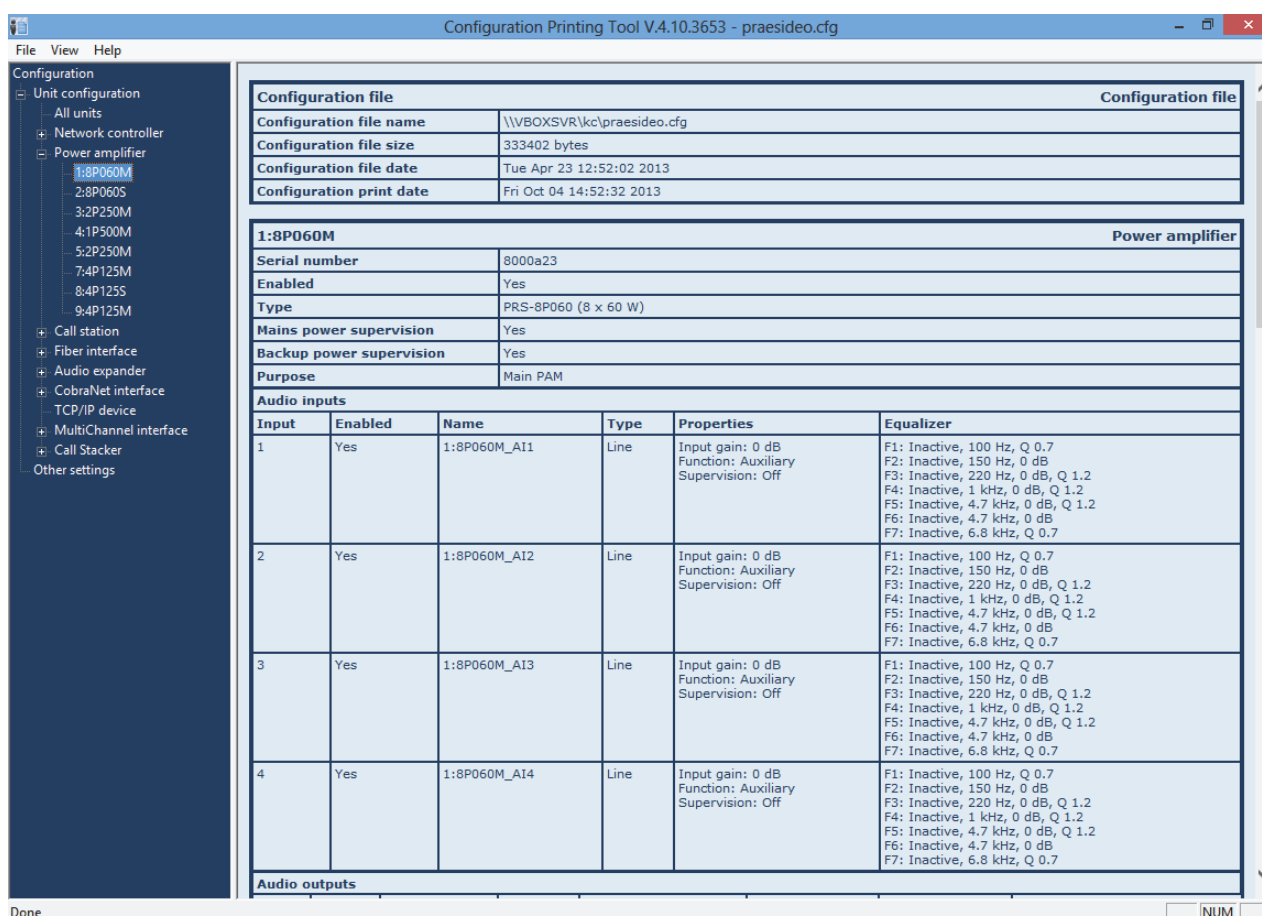 Configuration Printing Tool V.4.10.3653 - praesideo.cfg
File View Help
Configuration
Unit configuration
All units
Network controller
Power amplifier
1:8P060M
2:8P060S
3:2P250M
4:1P500M
5:2P250M
7:4P125M
8:4P125S
9:4P125M
Call station
Fiber interface
Audio expander
CobraNet interface
TCP/IP device
MultiChannel interface
Call Stacker
Other settings
Configuration file Configuration file
Configuration file name \\VBOXSVR\kc\praesideo.cfg
Configuration file size 333402 bytes
Configuration file date Tue Apr 23 12:52:02 2013
Configuration print date Fri Oct 04 14:52:32 2013
1:8P060M Power amplifier
Serial number 8000a23
Enabled Yes
Type PRS-8P060 (8 x 60 W)
Mains power supervision Yes
Backup power supervision Yes
Purpose Main PAM
Audio inputs
Input Enabled Name Type Properties Equalizer
1 Yes 1:8P060M_AI1 Line Input gain: 0 dB F1: Inactive, 100 Hz, Q 0.7
Function: Auxiliary F2: Inactive, 150 Hz, 0 dB
Supervision: Off F3: Inactive, 220 Hz, 0 dB, Q 1.2
F4: Inactive, 1 kHz, 0 dB, Q 1.2
F5: Inactive, 4.7 kHz, 0 dB, Q 1.2
F6: Inactive, 4.7 kHz, 0 dB
F7: Inactive, 6.8 kHz, Q 0.7
2 Yes 1:8P060M_AI2 Line Input gain: 0 dB F1: Inactive, 100 Hz, Q 0.7
Function: Auxiliary F2: Inactive, 150 Hz, 0 dB
Supervision: Off F3: Inactive, 220 Hz, 0 dB, Q 1.2
F4: Inactive, 1 kHz, 0 dB, Q 1.2
F5: Inactive, 4.7 kHz, 0 dB, Q 1.2
F6: Inactive, 4.7 kHz, 0 dB
F7: Inactive, 6.8 kHz, Q 0.7
3 Yes 1:8P060M_AI3 Line Input gain: 0 dB F1: Inactive, 100 Hz, Q 0.7
Function: Auxiliary F2: Inactive, 150 Hz, 0 dB
Supervision: Off F3: Inactive, 220 Hz, 0 dB, Q 1.2
F4: Inactive, 1 kHz, 0 dB, Q 1.2
F5: Inactive, 4.7 kHz, 0 dB, Q 1.2
F6: Inactive, 4.7 kHz, 0 dB
F7: Inactive, 6.8 kHz, Q 0.7
4 Yes 1:8P060M_AI4 Line Input gain: 0 dB F1: Inactive, 100 Hz, Q 0.7
Function: Auxiliary F2: Inactive, 150 Hz, 0 dB
Supervision: Off F3: Inactive, 220 Hz, 0 dB, Q 1.2
F4: Inactive, 1 kHz, 0 dB, Q 1.2
F5: Inactive, 4.7 kHz, 0 dB, Q 1.2
F6: Inactive, 4.7 kHz, 0 dB
F7: Inactive, 6.8 kHz, Q 0.7
Audio outputs
Done NUM